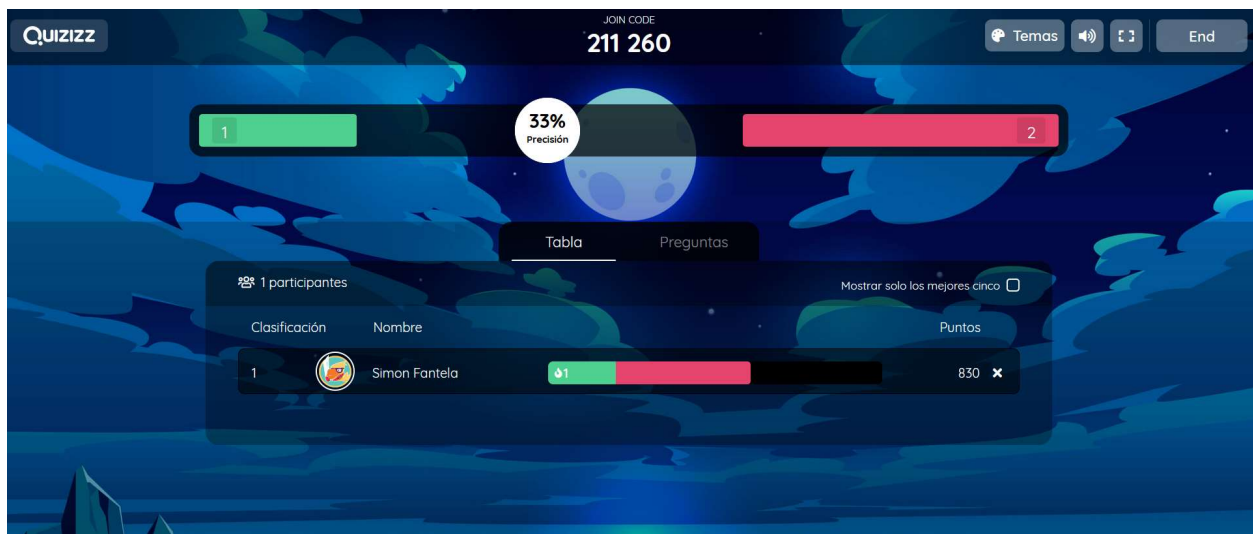 Quizizz
JOIN CODE
211 260
Temas
End
1
33%
Precisión
2
Tabla
Preguntas
1 participantes
Mostrar solo los mejores cinco
Clasificación Nombre Puntos
1 Simon Fantela 1 830